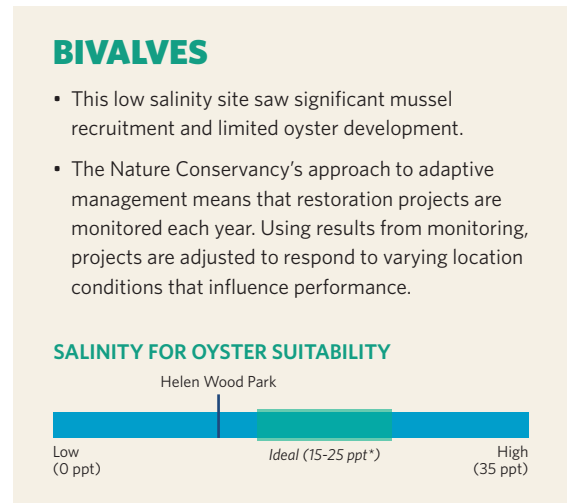 BIVALVES
• This low salinity site saw significant mussel
recruitment and limited oyster development.
• The Nature Conservancy's approach to adaptive
management means that restoration projects are
monitored each year. Using results from monitoring,
projects are adjusted to respond to varying location
conditions that influence performance.
SALINITY FOR OYSTER SUITABILITY
Helen Wood Park
Low
(0 ppt)
Ideal (15-25 ppt*)
High
(35 ppt)